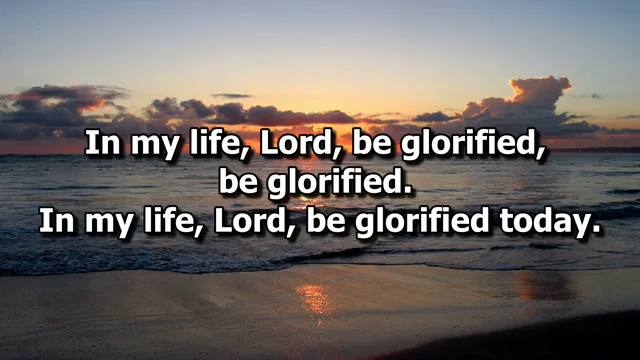 In my life, Lord, be glorified,
be glorified.
In my life, Lord, be glorified today.